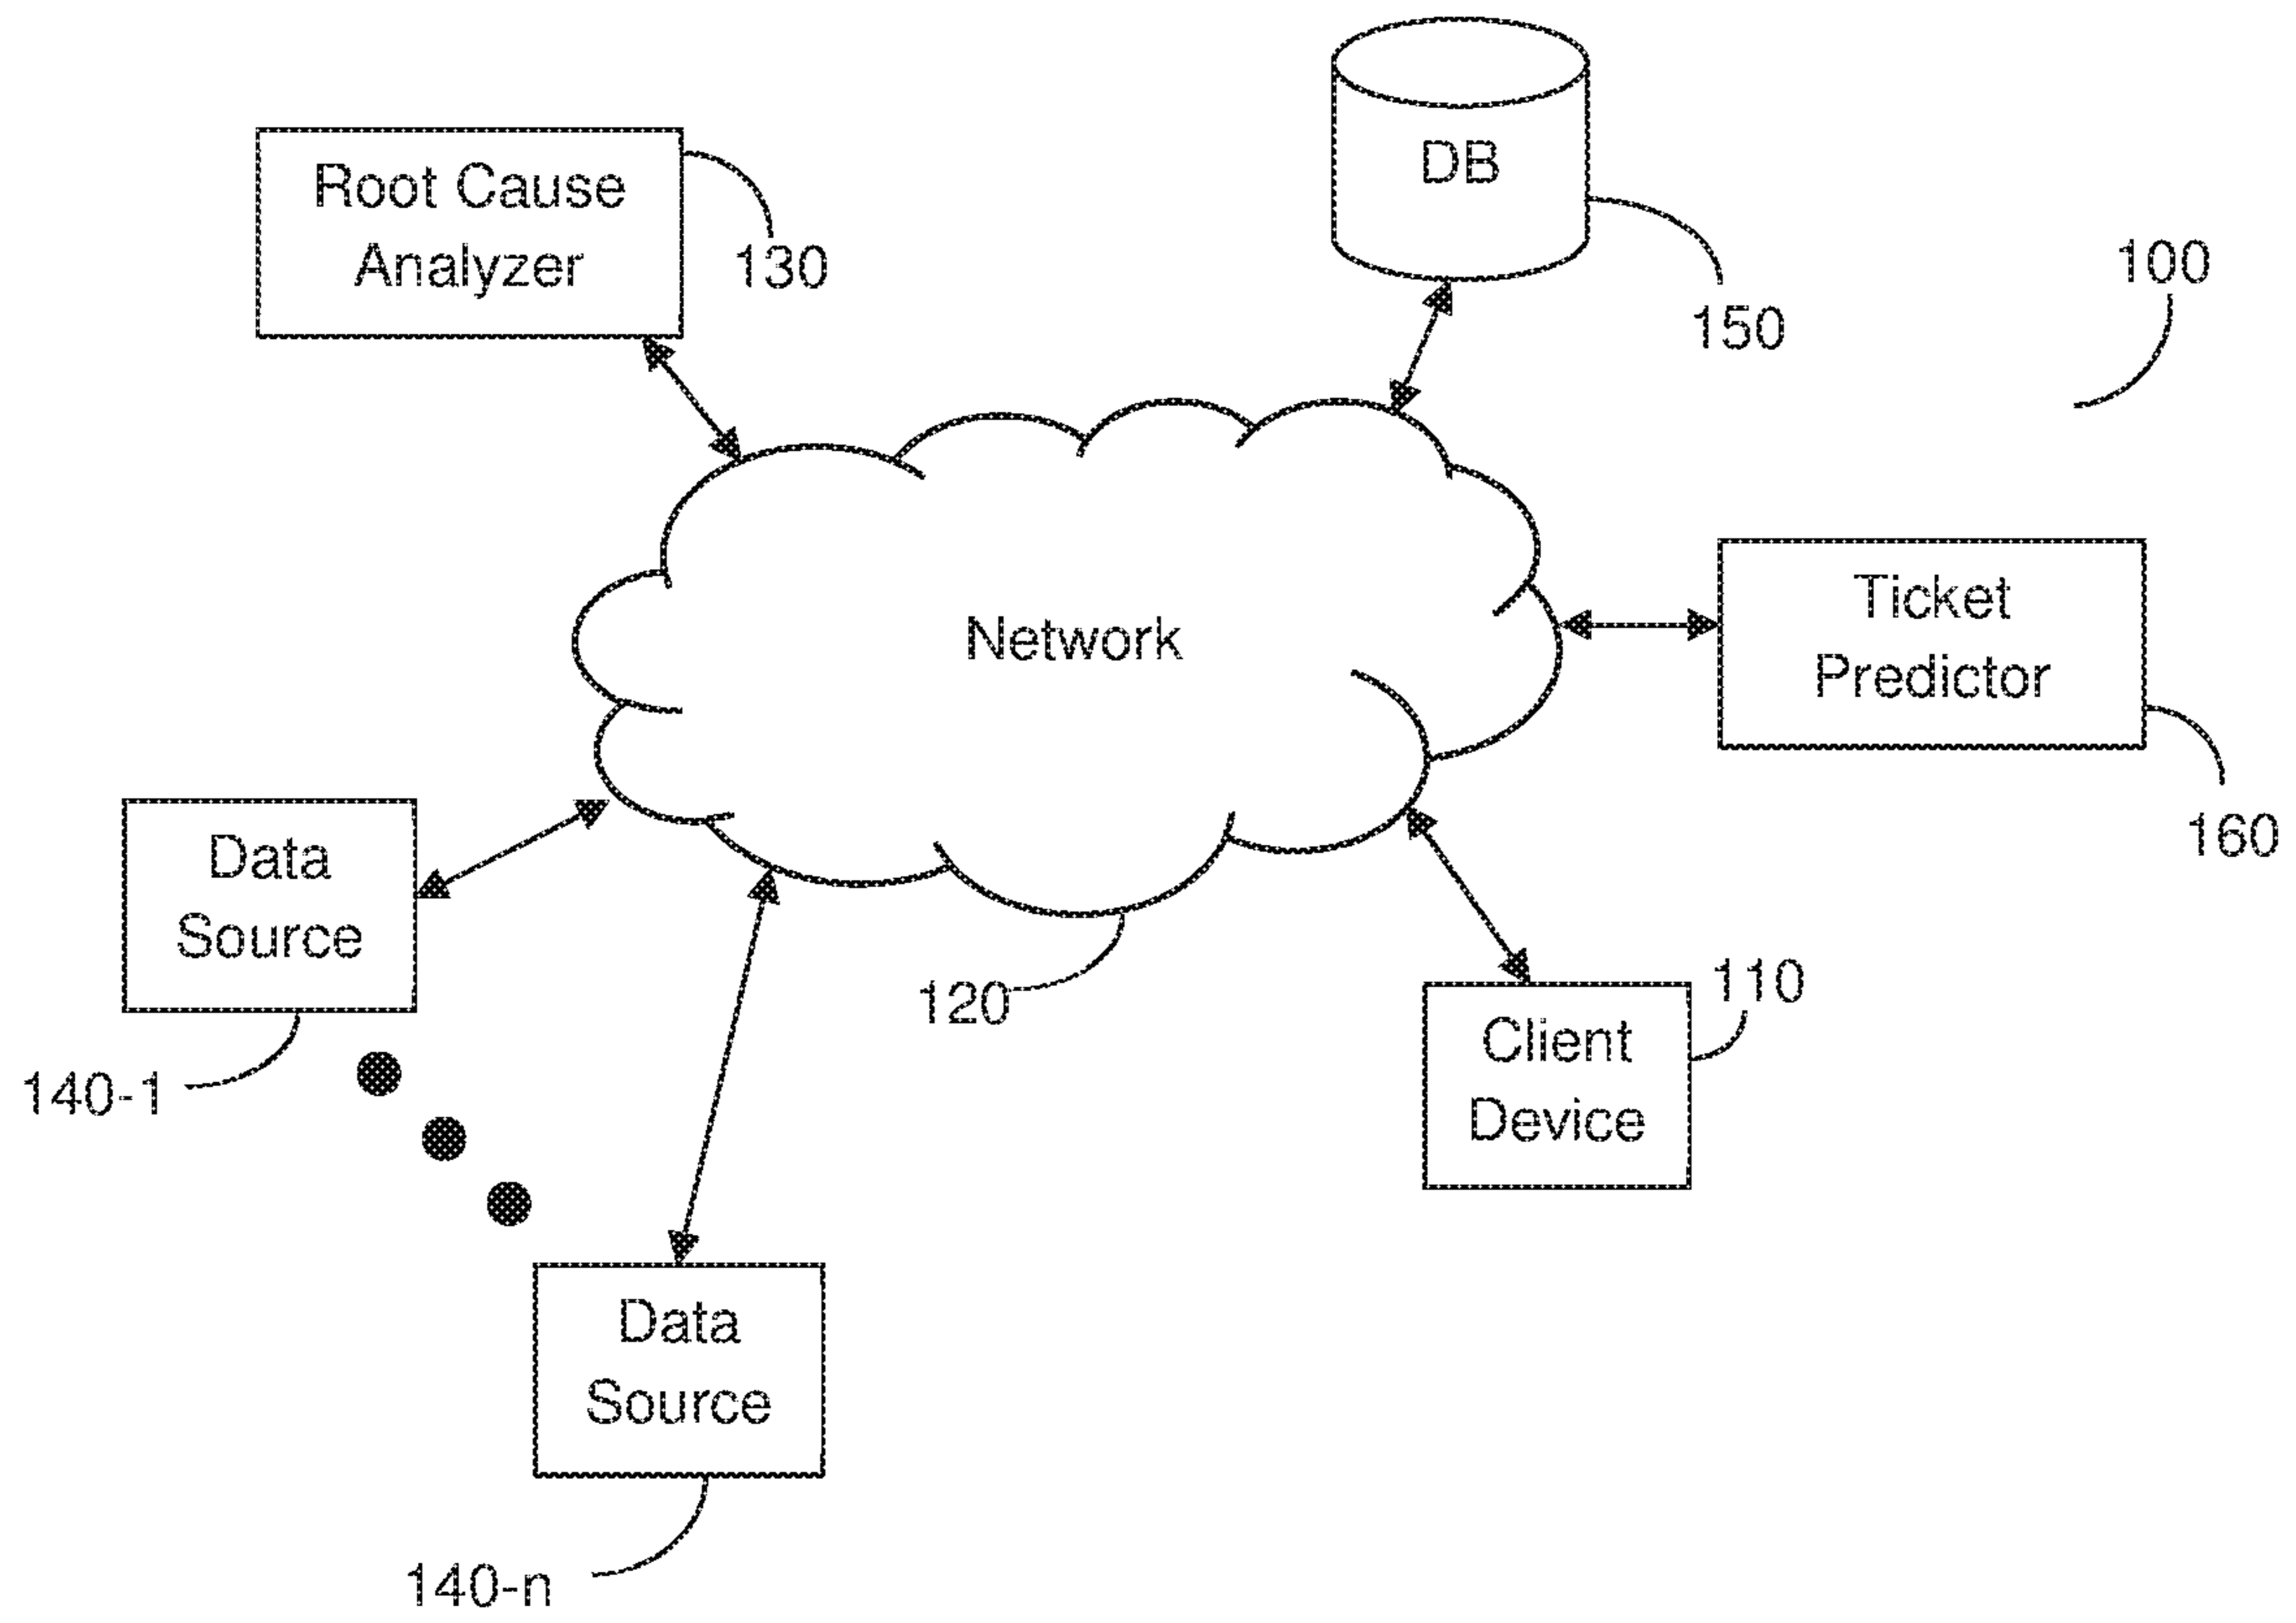 DB
Root Cause
Analyzer
130
150
100
Network
Ticket
Predictor
160
Data
Source
140-1
120
110
Client
Device
Data
Source
140-n